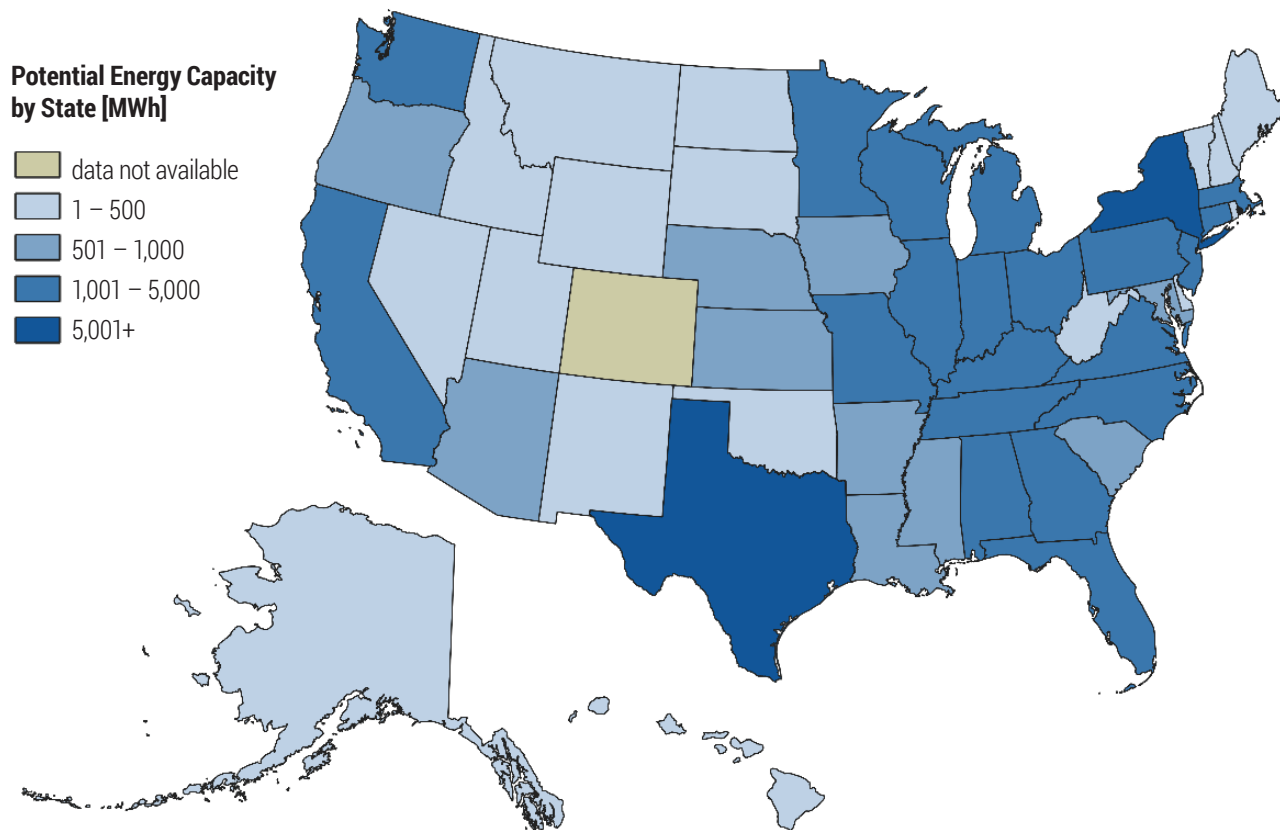 Potential Energy Capacity
by State [MWh]
data not available
1 – 500
501 – 1,000
1,001 – 5,000
5,001+